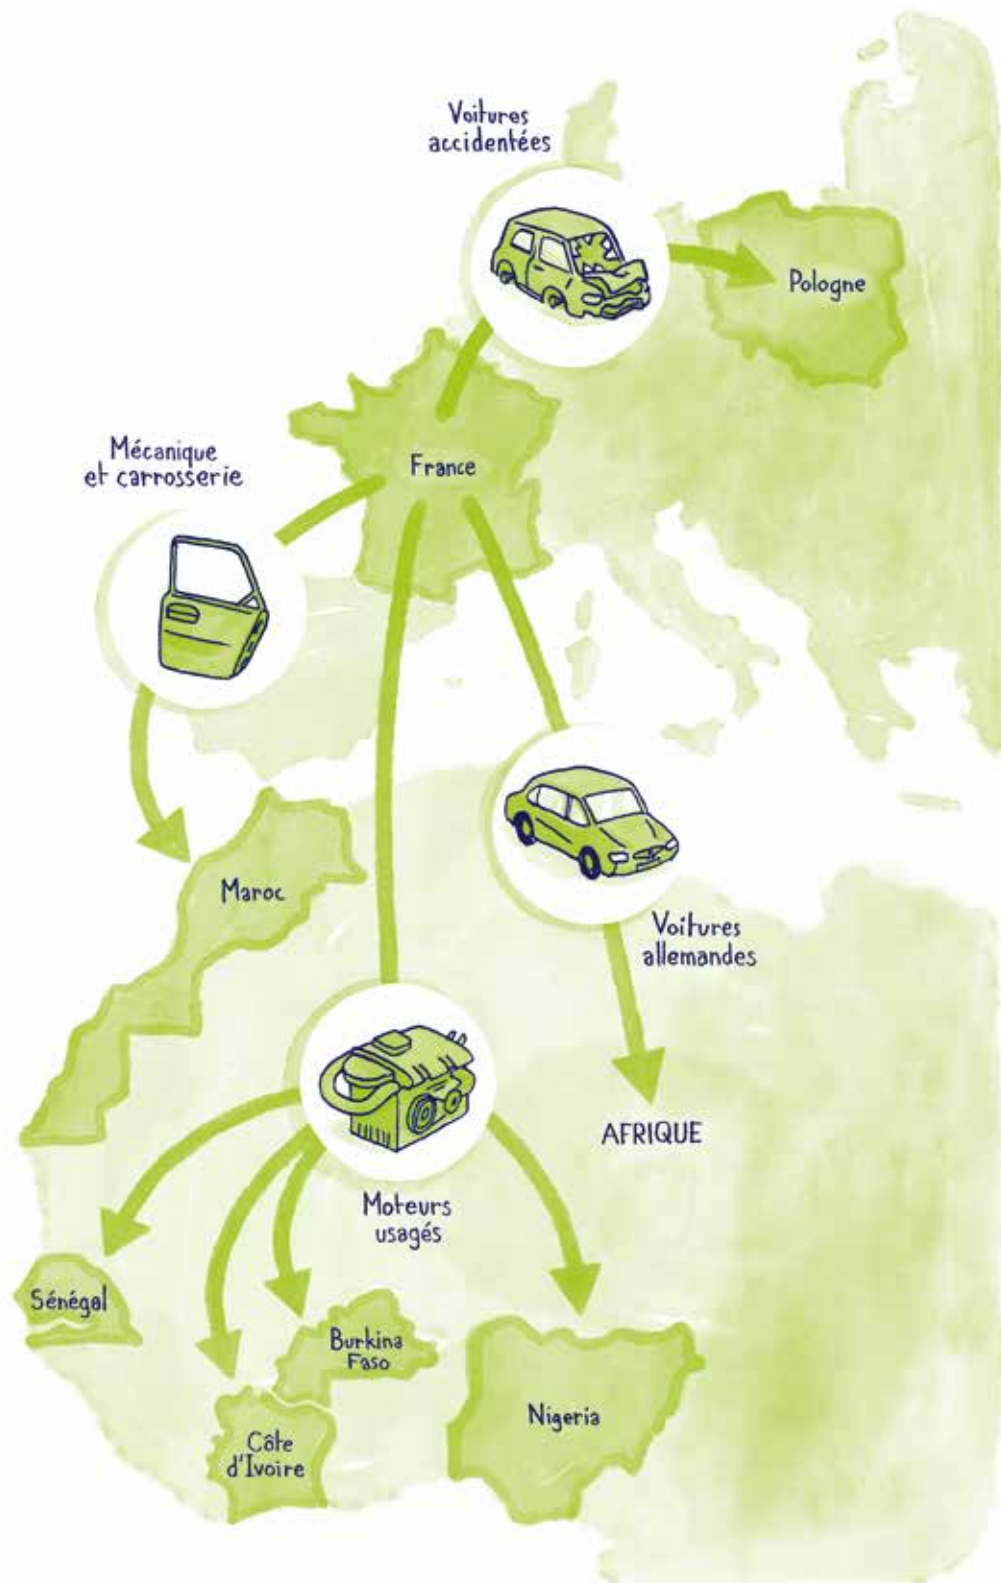 Voitures
accidentées
Pologne
France
Mécanique
et carrosserie
Maroc
Voitures
allemandes
AFRIQUE
Moteurs
usagés
Sénégal
Burkina
Faso
Nigeria
Côte
d'Ivoire